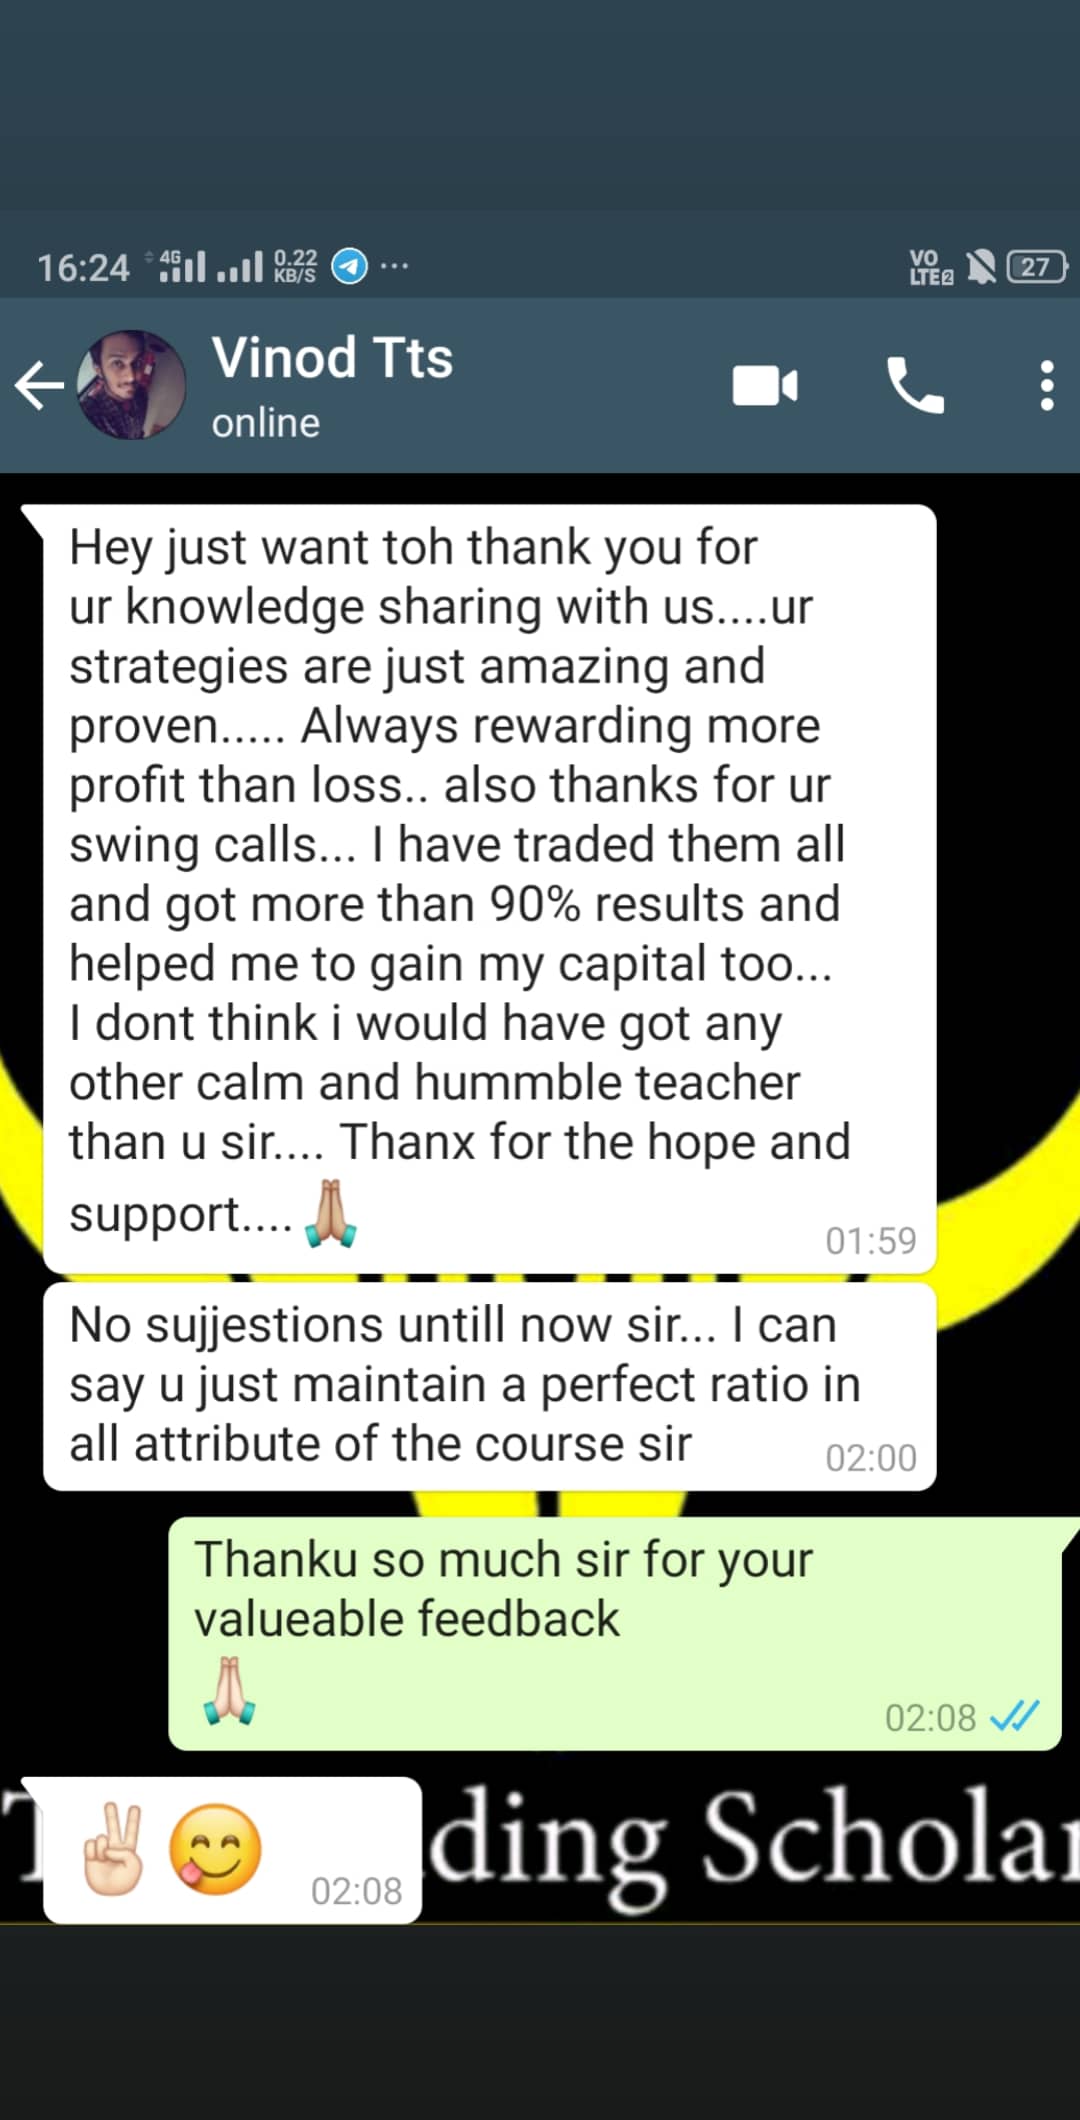 16:24 4G 0.22 KB/S ... VO LTE2 27
Vinod Tts
online
Hey just want toh thank you for
ur knowledge sharing with us....ur
strategies are just amazing and
proven..... Always rewarding more
profit than loss.. also thanks for ur
swing calls... I have traded them all
and got more than 90% results and
helped me to gain my capital too...
I dont think i would have got any
other calm and hummble teacher
than u sir.... Thanx for the hope and
support.... 🙏🏼
01:59
No sujjestions untill now sir... I can
say u just maintain a perfect ratio in
all attribute of the course sir
02:00
Thanku so much sir for your
valueable feedback
🙏🏻
02:08
✌🏻😋 02:08
ding Scholar